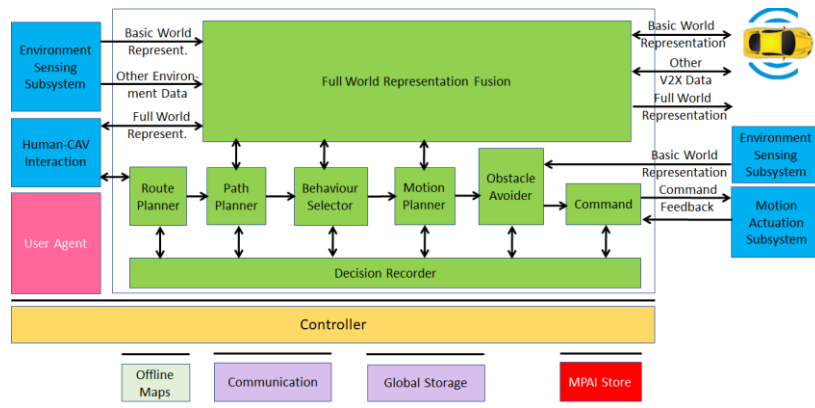 Environment
Sensing
Subsystem
Basic World
Represent.
Other Environ-
ment Data
Full World
Represent.
Human-CAV
Interaction
User Agent
Full World Representation Fusion
Route
Planner
Path
Planner
Behaviour
Selector
Motion
Planner
Obstacle
Avoider
Command
Decision Recorder
Basic World
Representation
Other
V2X Data
Full World
Representation
Basic World
Representation
Command
Feedback
Environment
Sensing
Subsystem
Motion
Actuation
Subsystem
Controller
Offline
Maps
Communication
Global Storage
MPAI Store